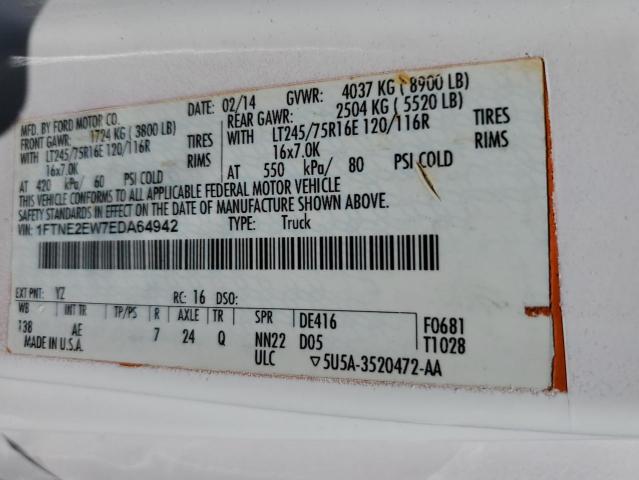 MFD. BY FORD MOTOR CO.
DATE: 02/14 GVWR: 4037 KG ( 8900 LB)
FRONT GAWR: 1724 KG ( 3800 LB) REAR GAWR: 2504 KG ( 5520 LB)
WITH LT245/75R16E 120/116R TIRES WITH LT245/75R16E 120/116R TIRES
16x7.0K RIMS 16x7.0K RIMS
AT 420 kPa/ 60 PSI COLD AT 550 kPa/ 80 PSI COLD
THIS VEHICLE CONFORMS TO ALL APPLICABLE FEDERAL MOTOR VEHICLE
SAFETY STANDARDS IN EFFECT ON THE DATE OF MANUFACTURE SHOWN ABOVE.
VIN: 1FTNE2EW7EDA64942 TYPE: Truck
EXT PNT: YZ RC: 16 DSO:
WB INT TR TP/PS R AXLE TR SPR DE416 F0681
138 AE 7 24 Q NN22 D05 T1028
MADE IN U.S.A. ULC ▽5U5A-3520472-AA